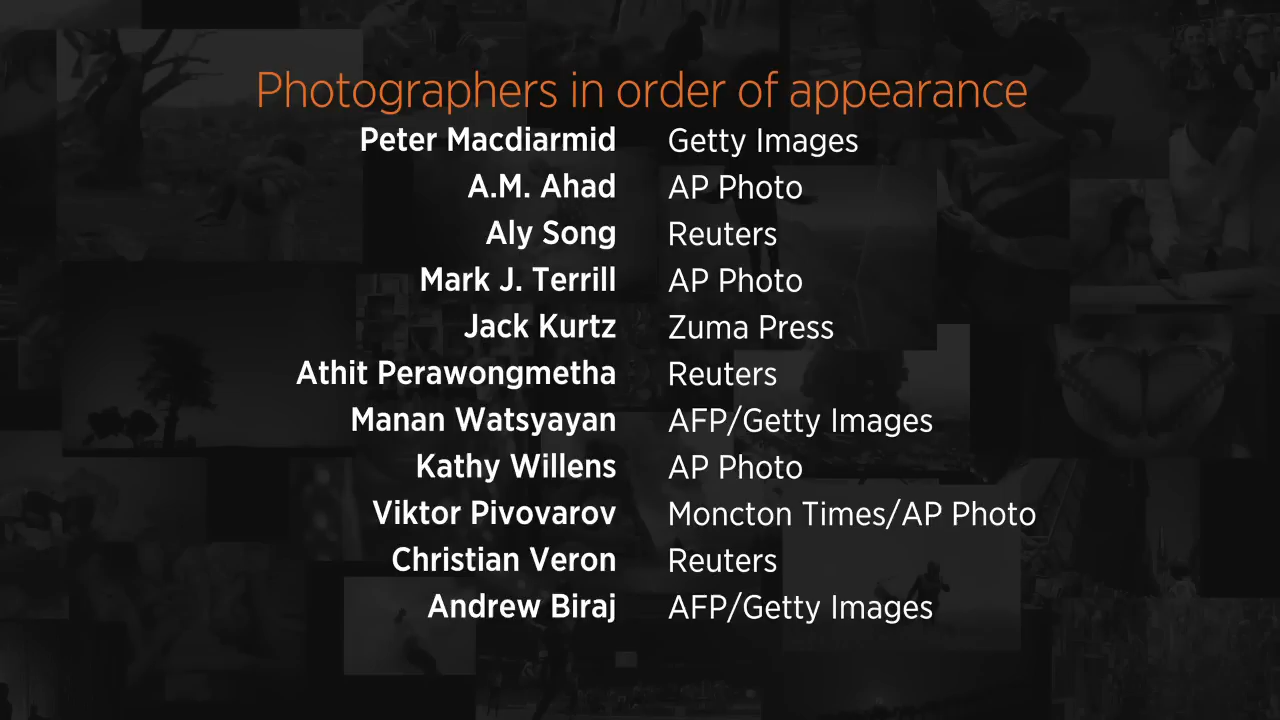 Photographers in order of appearance
Peter Macdiarmid Getty Images
A.M. Ahad AP Photo
Aly Song Reuters
Mark J. Terrill AP Photo
Jack Kurtz Zuma Press
Athit Perawongmetha Reuters
Manan Watsyayan AFP/Getty Images
Kathy Willens AP Photo
Viktor Pivovarov Moncton Times/AP Photo
Christian Veron Reuters
Andrew Biraj AFP/Getty Images